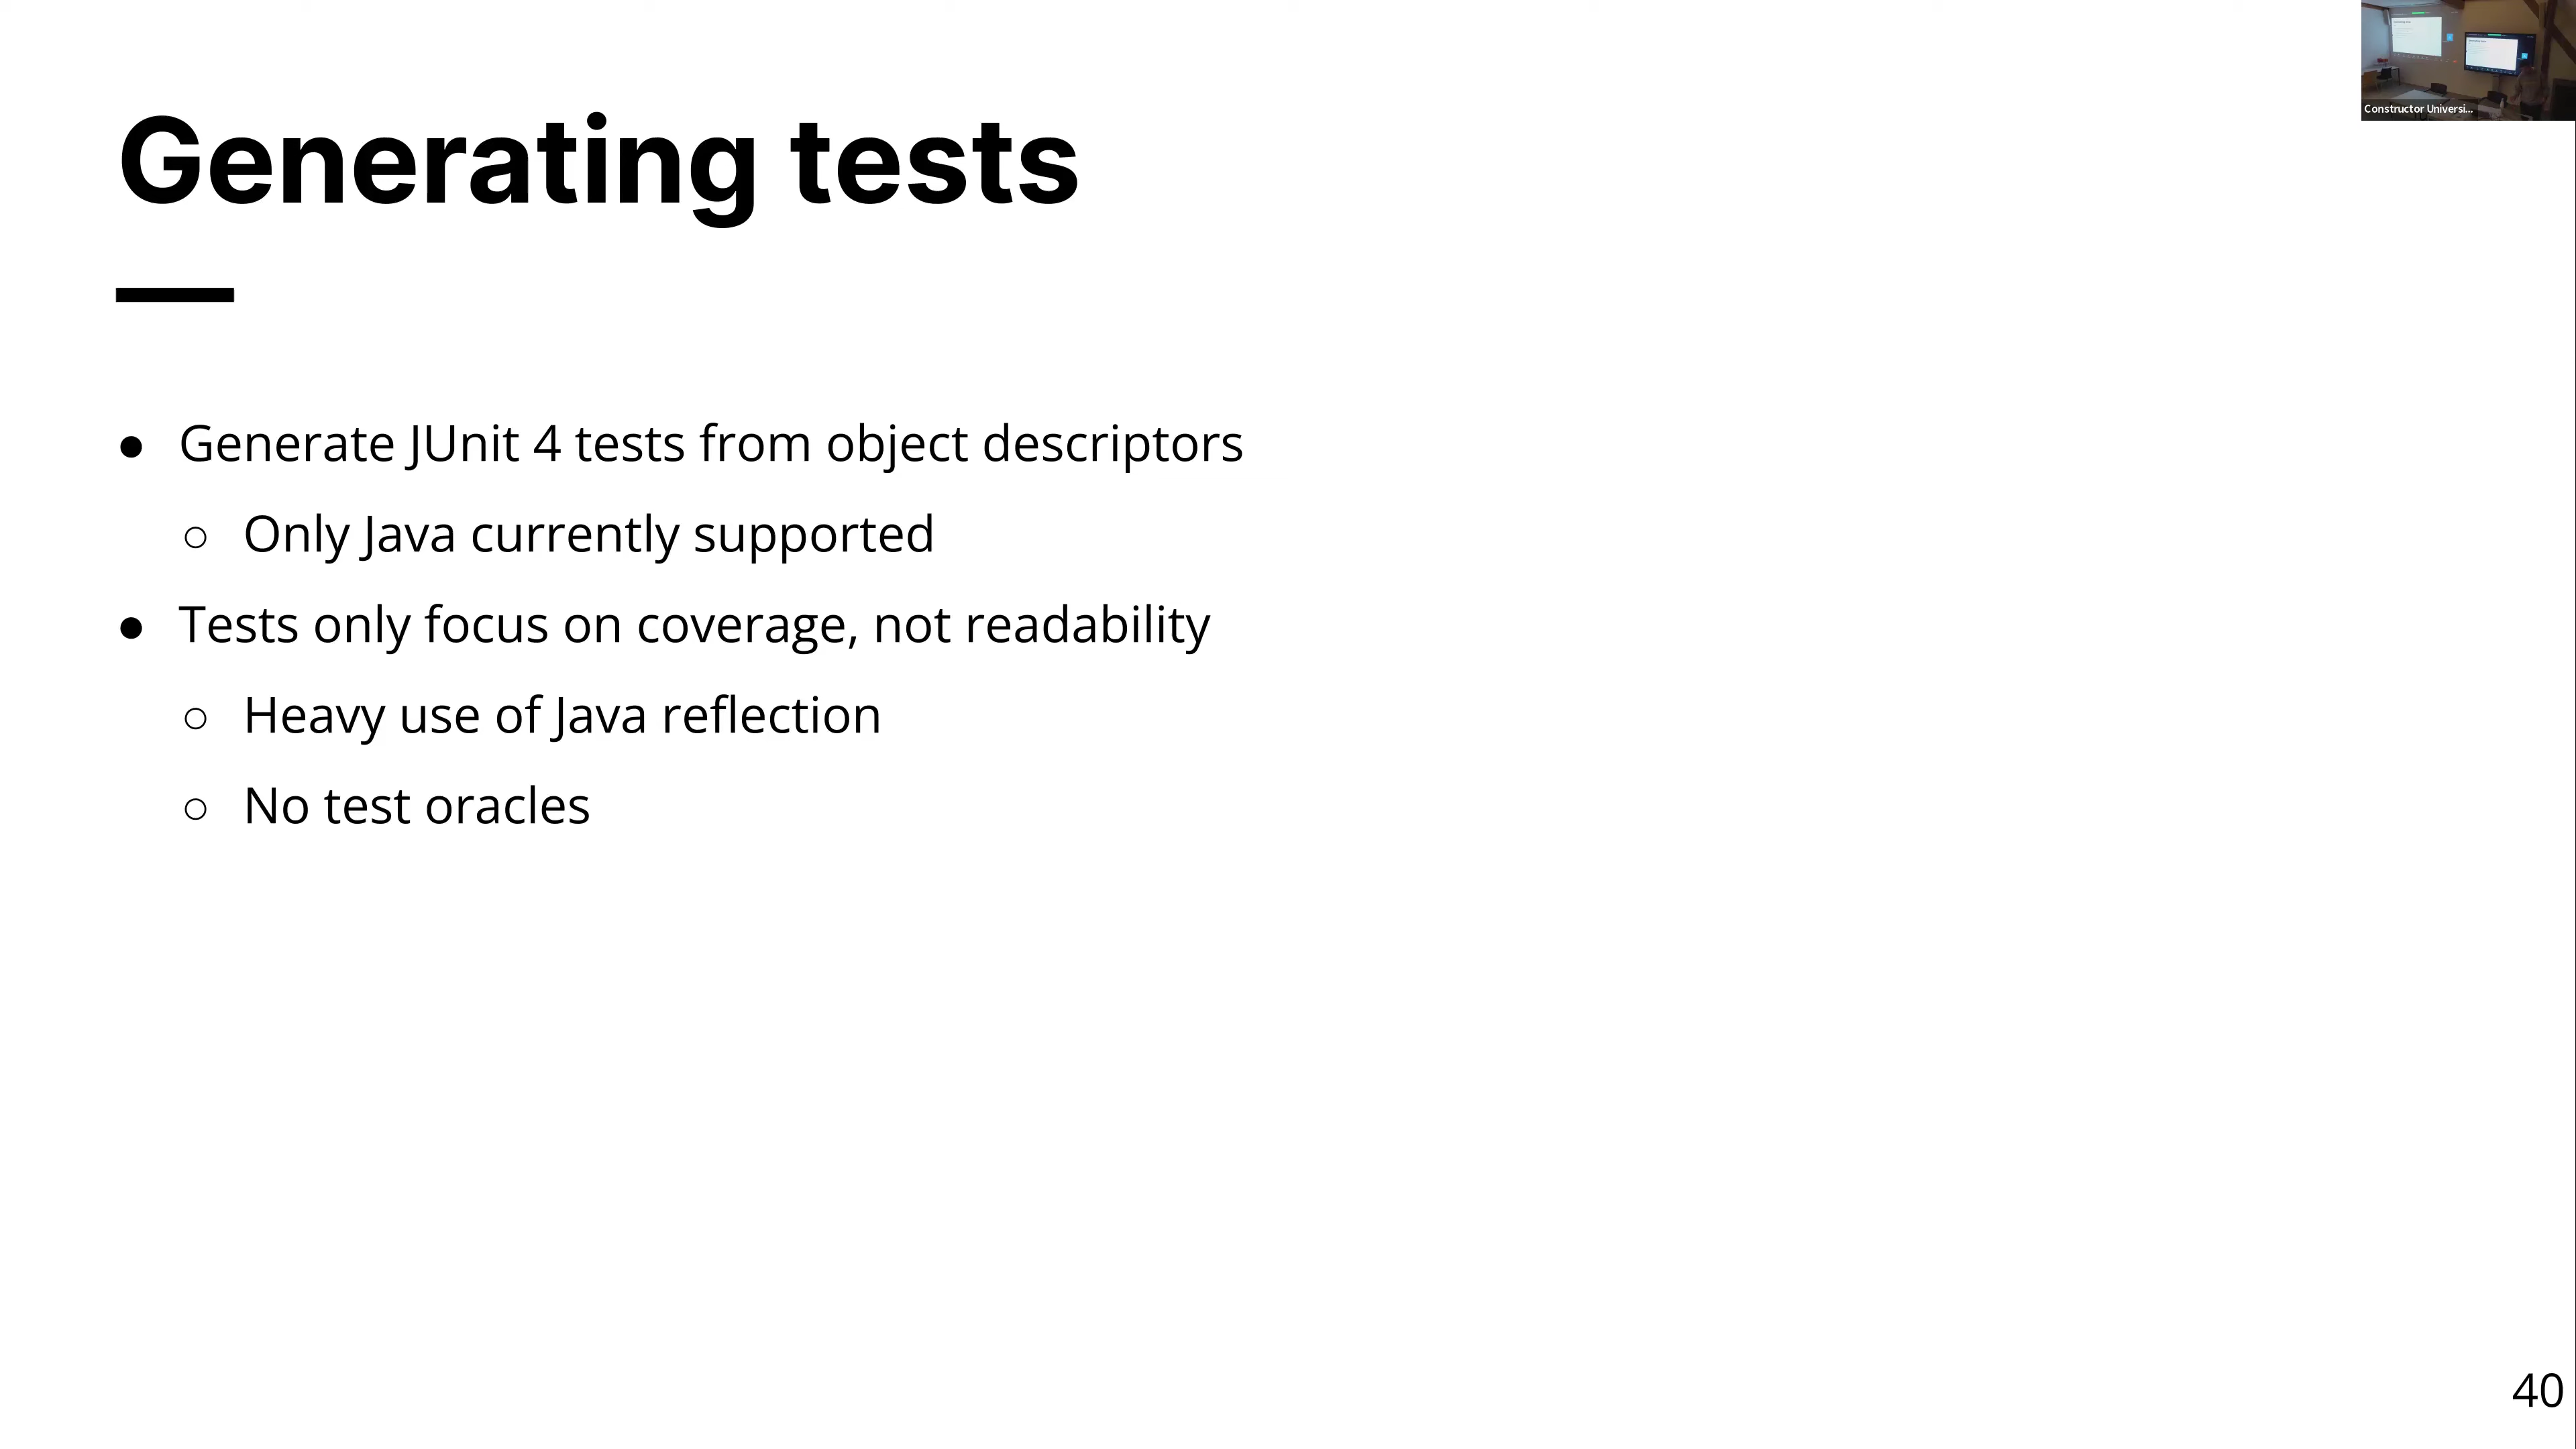 Constructor Universi...
Generating tests
● Generate JUnit 4 tests from object descriptors
○ Only Java currently supported
● Tests only focus on coverage, not readability
○ Heavy use of Java reflection
○ No test oracles
40